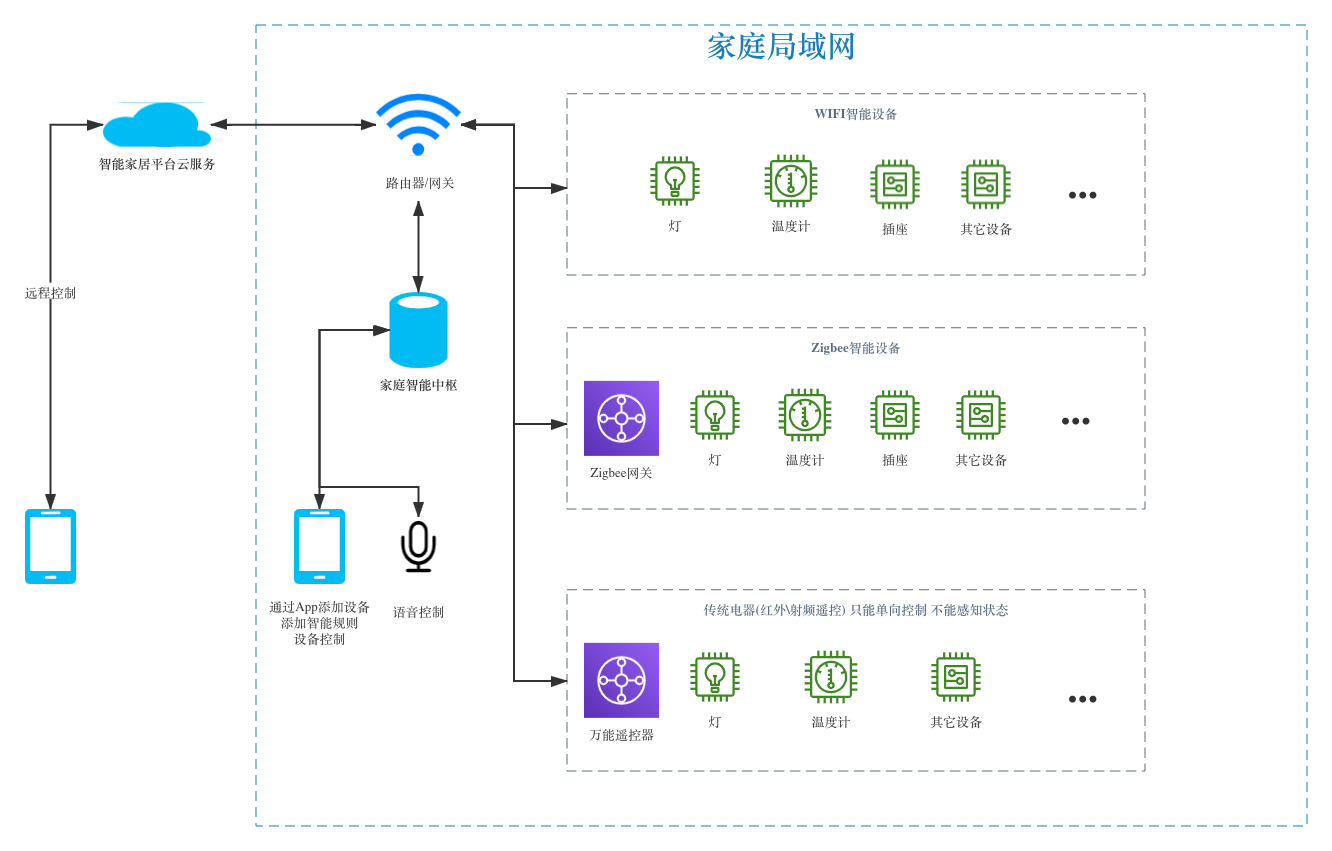 家庭局域网
WIFI智能设备
智能家居平台云服务
路由器/网关
灯
温度计
插座
其它设备
远程控制
家庭智能中枢
Zigbee智能设备
Zigbee网关
灯
温度计
插座
其它设备
通过App添加设备
添加智能规则
设备控制
语音控制
传统电器(红外\射频遥控) 只能单向控制 不能感知状态
万能遥控器
灯
温度计
其它设备